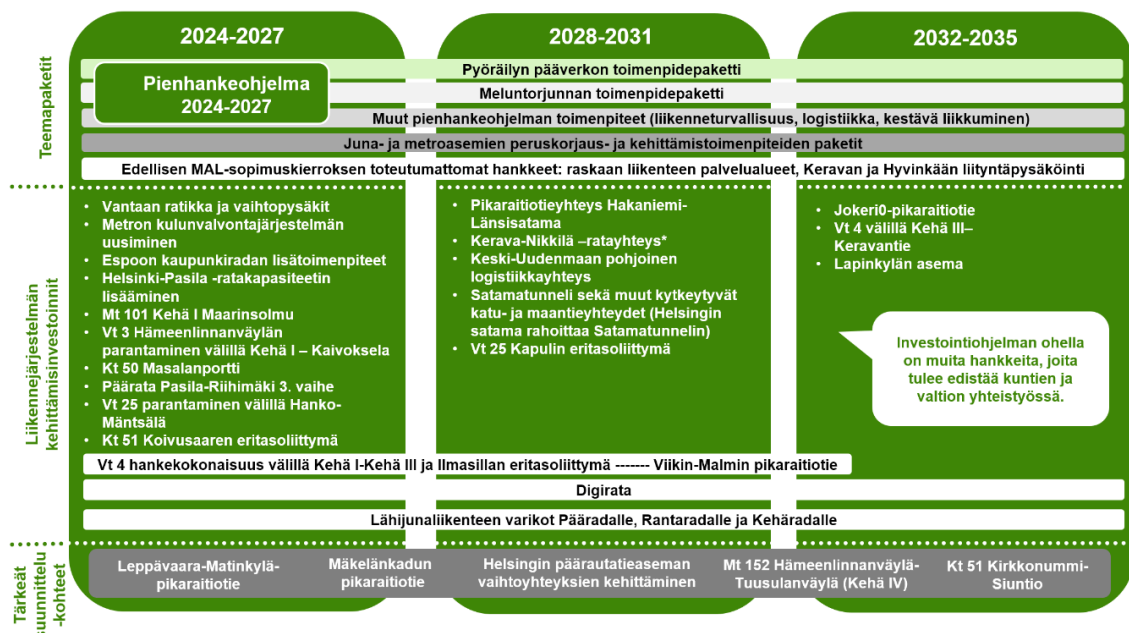 2024-2027
2028-2031
2032-2035
Teemapaketit
Pienhankeohjelma
2024-2027
Pyöräilyn pääverkon toimenpidepaketti
Meluntorjunnan toimenpidepaketti
Muut pienhankeohjelman toimenpiteet (liikenneturvallisuus, logistiikka, kestävä liikkuminen)
Juna- ja metroasemien peruskorjaus- ja kehittämistoimenpiteiden paketit
Edellisen MAL-sopimuskierroksen toteutumattomat hankkeet: raskaan liikenteen palvelualueet, Keravan ja Hyvinkään liityntäpysäköinti
Liikennejärjestelmän
kehittämisinvestoinnit
• Vantaan ratikka ja vaihtopysäkit
• Metron kulunvalvontajärjestelmän
uusiminen
• Espoon kaupunkiradan lisätoimenpiteet
• Helsinki-Pasila -ratakapasiteetin
lisääminen
• Mt 101 Kehä I Maarinsolmu
• Vt 3 Hämeenlinnanväylän
parantaminen välillä Kehä I – Kaivoksela
• Kt 50 Masalanportti
• Päärata Pasila-Riihimäki 3. vaihe
• Vt 25 parantaminen välillä Hanko-
Mäntsälä
• Kt 51 Koivusaaren eritasoliittymä
• Pikaraitiotieyhteys Hakaniemi-
Länsisatama
• Kerava-Nikkilä –ratayhteys*
• Keski-Uudenmaan pohjoinen
logistiikkayhteys
• Satamatunneli sekä muut kytkeytyvät
katu- ja maantieyhteydet (Helsingin
satama rahoittaa Satamatunnelin)
• Vt 25 Kapulin eritasoliittymä
• Jokeri0-pikaraitiotie
• Vt 4 välillä Kehä III–
Keravantie
• Lapinkylän asema
Investointiohjelman ohella
on muita hankkeita, joita
tulee edistää kuntien ja
valtion yhteistyössä.
Vt 4 hankekokonaisuus välillä Kehä I-Kehä III ja Ilmasillan eritasoliittymä ------- Viikin-Malmin pikaraitiotie
Digirata
Lähijunaliikenteen varikot Pääradalle, Rantaradalle ja Kehäradalle
Tärkeät
suunnittelu
-kohteet
Leppävaara-Matinkylä-
pikaraitiotie
Mäkelänkadun
pikaraitiotie
Helsingin päärautatieaseman
vaihtoyhteyksien kehittäminen
Mt 152 Hämeenlinnanväylä-
Tuusulanväylä (Kehä IV)
Kt 51 Kirkkonummi-
Siuntio